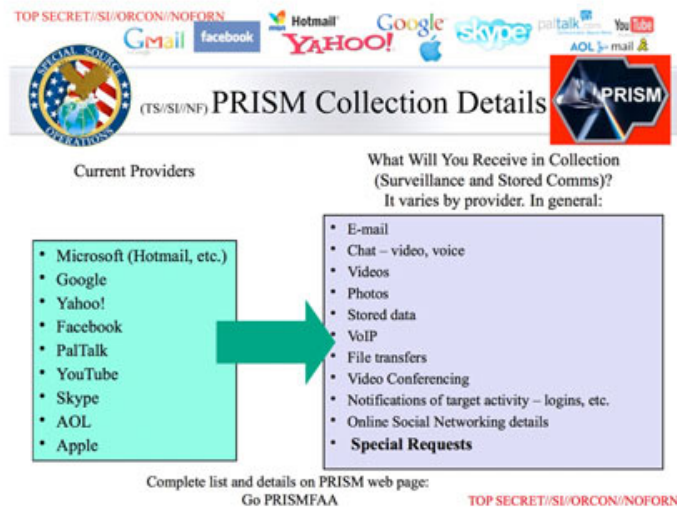 TOP SECRET//SI//ORCON//NOFORN
Hotmail®
Google
skype
paltalk.com
YouTube
Gmail
facebook
YAHOO!
AOL mail
SPECIAL SOURCE
OPERATIONS
(TS//SI//NF) PRISM Collection Details
PRISM
Current Providers
What Will You Receive in Collection
(Surveillance and Stored Comms)?
It varies by provider. In general:
• Microsoft (Hotmail, etc.)
• Google
• Yahoo!
• Facebook
• PalTalk
• YouTube
• Skype
• AOL
• Apple
• E-mail
• Chat – video, voice
• Videos
• Photos
• Stored data
• VoIP
• File transfers
• Video Conferencing
• Notifications of target activity – logins, etc.
• Online Social Networking details
• Special Requests
Complete list and details on PRISM web page:
Go PRISMFAA
TOP SECRET//SI//ORCON//NOFORN